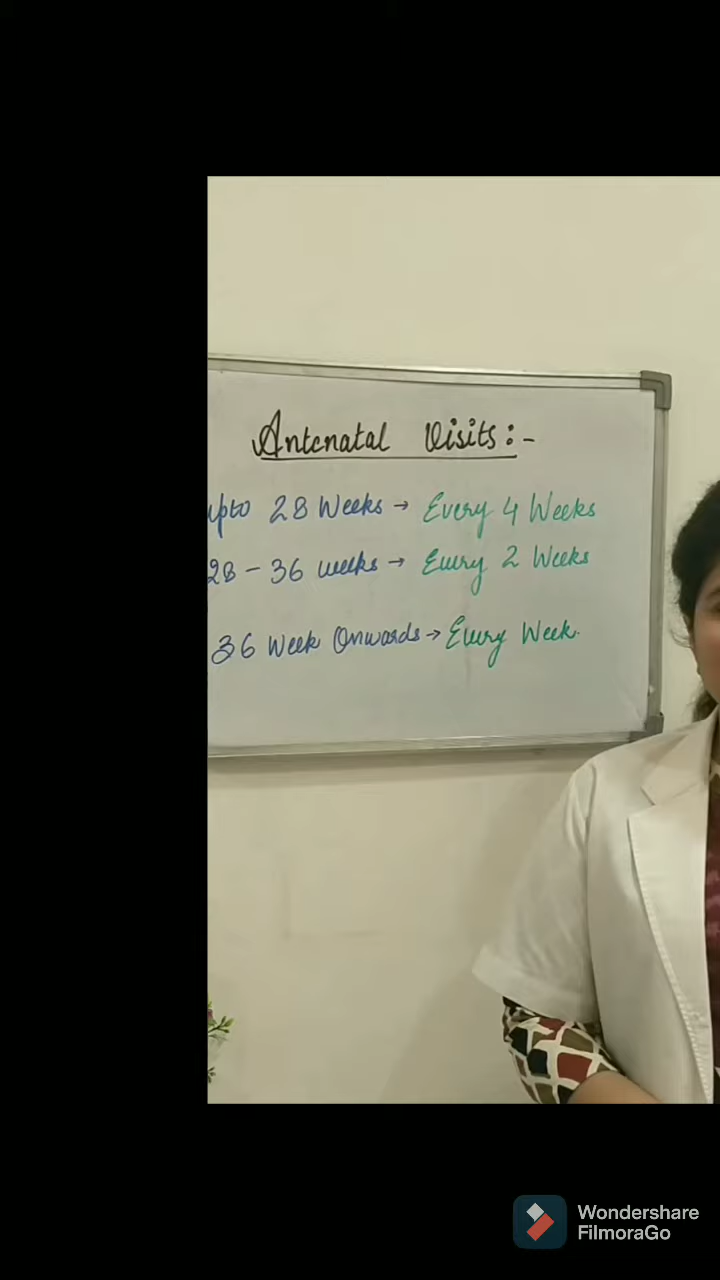 Antenatal Visits:-
Upto 28 Weeks → Every 4 Weeks
28 - 36 weeks → Every 2 Weeks
36 Week Onwards → Every Week.
Wondershare
FilmoraGo